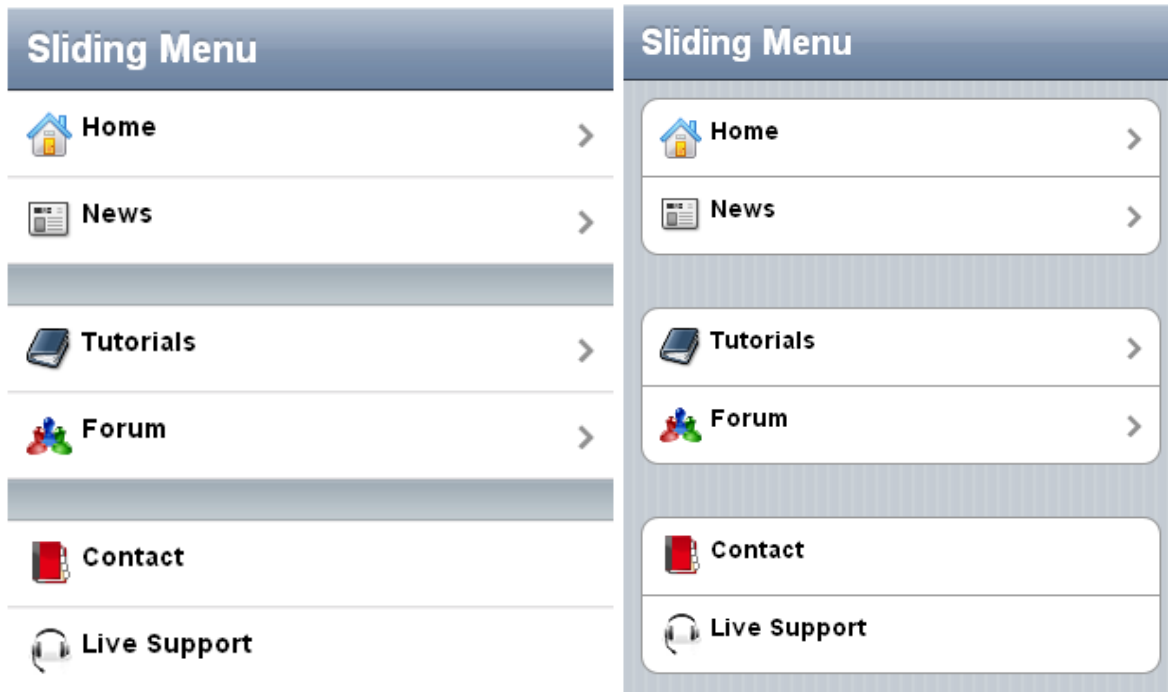 Sliding Menu
Home
News
Tutorials
Forum
Contact
Live Support
Sliding Menu
Home
News
Tutorials
Forum
Contact
Live Support